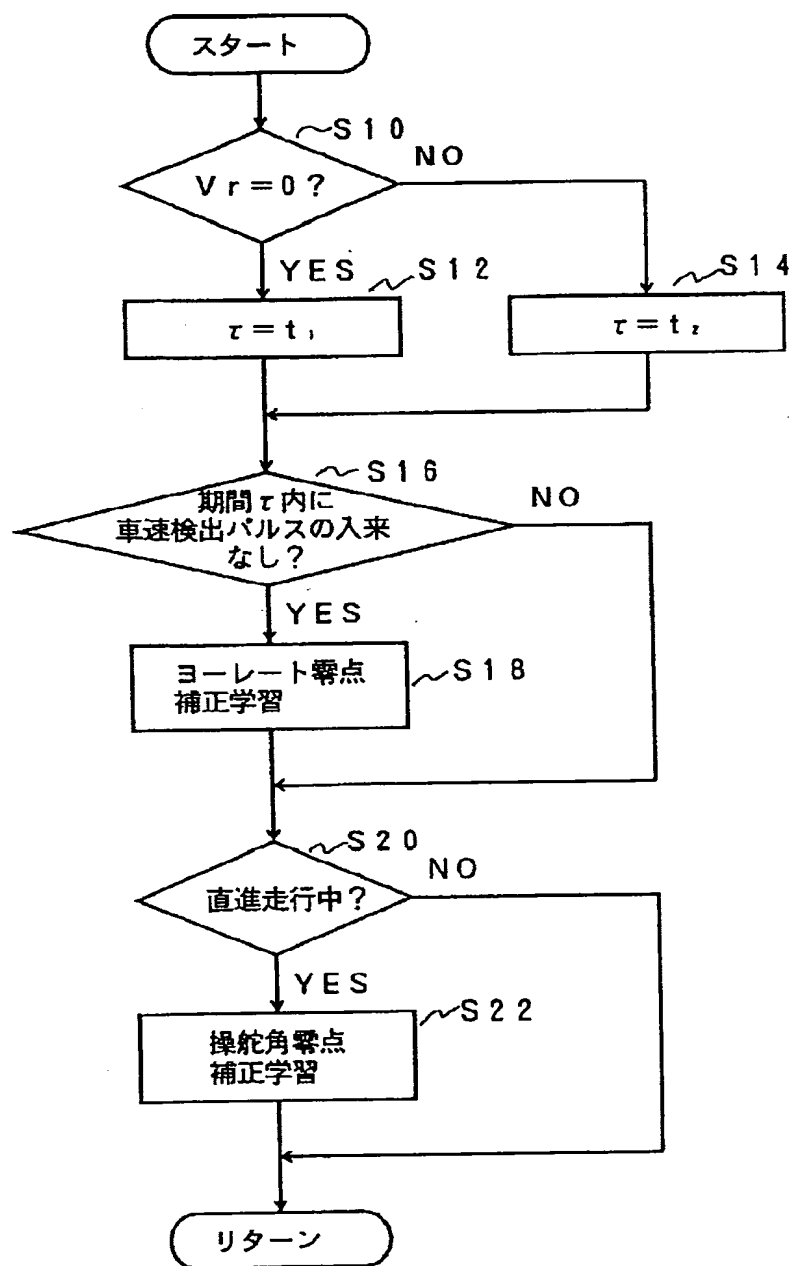 スタート
S10
NO
Vr=0?
YES
S12
S14
τ=t₁
τ=t₂
S16
NO
期間τ内に
車速検出パルスの入来
なし?
YES
ヨーレート零点
補正学習
S18
S20
NO
直進走行中?
YES
S22
操舵角零点
補正学習
リターン